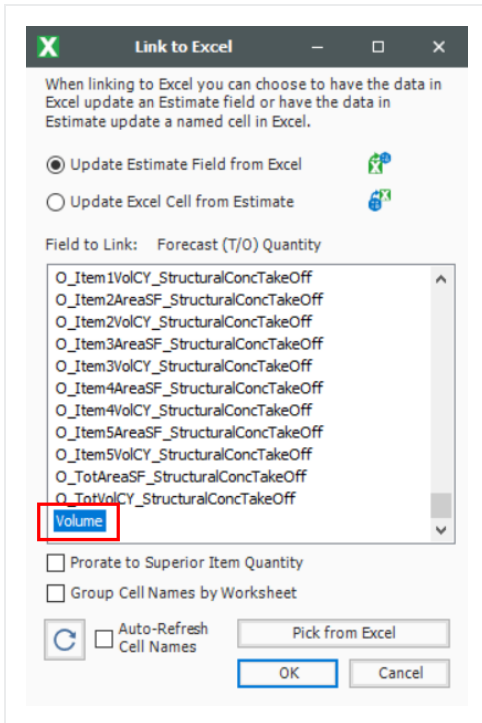 Link to Excel
When linking to Excel you can choose to have the data in
Excel update an Estimate field or have the data in
Estimate update a named cell in Excel.
Update Estimate Field from Excel
Update Excel Cell from Estimate
Field to Link: Forecast (T/O) Quantity
O_Item1VolCY_StructuralConcTakeOff
O_Item2AreaSF_StructuralConcTakeOff
O_Item2VolCY_StructuralConcTakeOff
O_Item3AreaSF_StructuralConcTakeOff
O_Item3VolCY_StructuralConcTakeOff
O_Item4AreaSF_StructuralConcTakeOff
O_Item4VolCY_StructuralConcTakeOff
O_Item5AreaSF_StructuralConcTakeOff
O_Item5VolCY_StructuralConcTakeOff
O_TotAreaSF_StructuralConcTakeOff
O_TotVolCY_StructuralConcTakeOff
Volume
Prorate to Superior Item Quantity
Group Cell Names by Worksheet
Auto-Refresh
Cell Names
Pick from Excel
OK Cancel